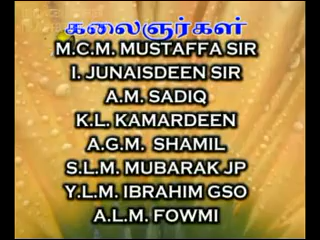 கலைஞர்கள்
M.C.M. MUSTAFFA SIR
I. JUNAISDEEN SIR
A.M. SADIQ
K.L. KAMARDEEN
A.G.M. SHAMIL
S.L.M. MUBARAK JP
Y.L.M. IBRAHIM GSO
A.L.M. FOWMI